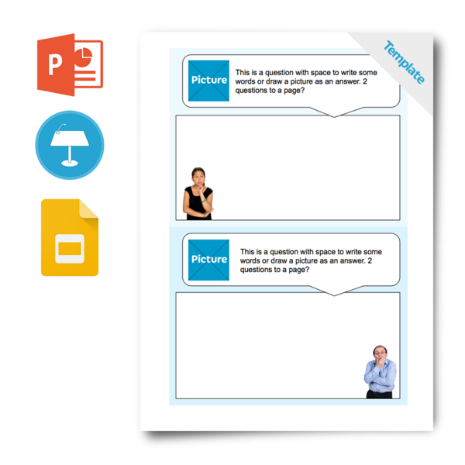 P
Template
Picture
This is a question with space to write some
words or draw a picture as an answer. 2
questions to a page?
Picture
This is a question with space to write some
words or draw a picture as an answer. 2
questions to a page?